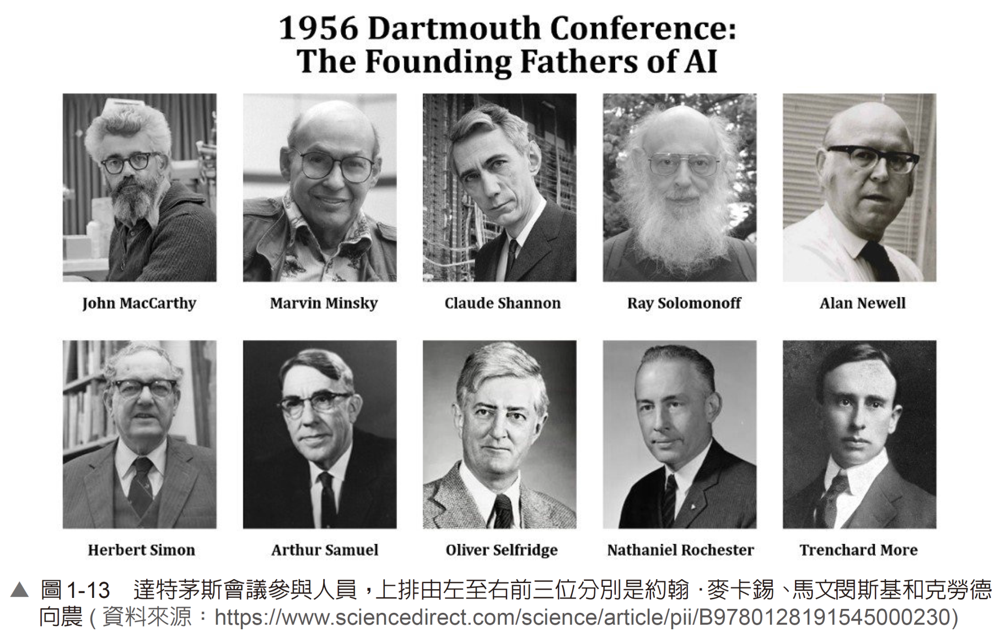 1956 Dartmouth Conference:
The Founding Fathers of AI
John MacCarthy
Marvin Minsky
Claude Shannon
Ray Solomonoff
Alan Newell
Herbert Simon
Arthur Samuel
Oliver Selfridge
Nathaniel Rochester
Trenchard More
▲ 圖 1-13 達特茅斯會議參與人員，上排由左至右前三位分別是約翰．麥卡錫、馬文閔斯基和克勞德
向農 ( 資料來源：https://www.sciencedirect.com/science/article/pii/B9780128191545000230)